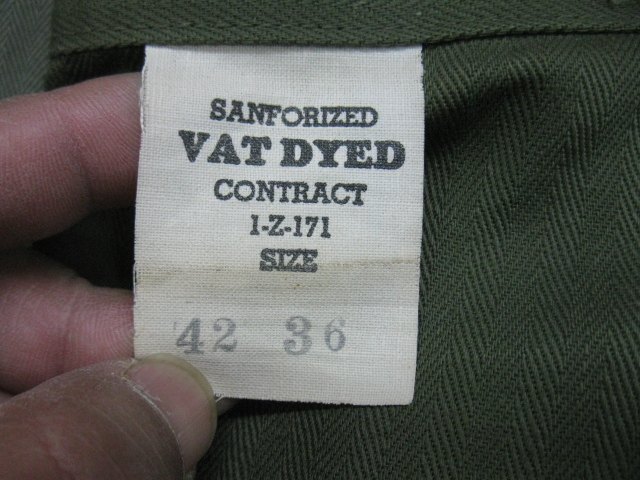 SANFORIZED
VAT DYED
CONTRACT
1-Z-171
SIZE
42 36